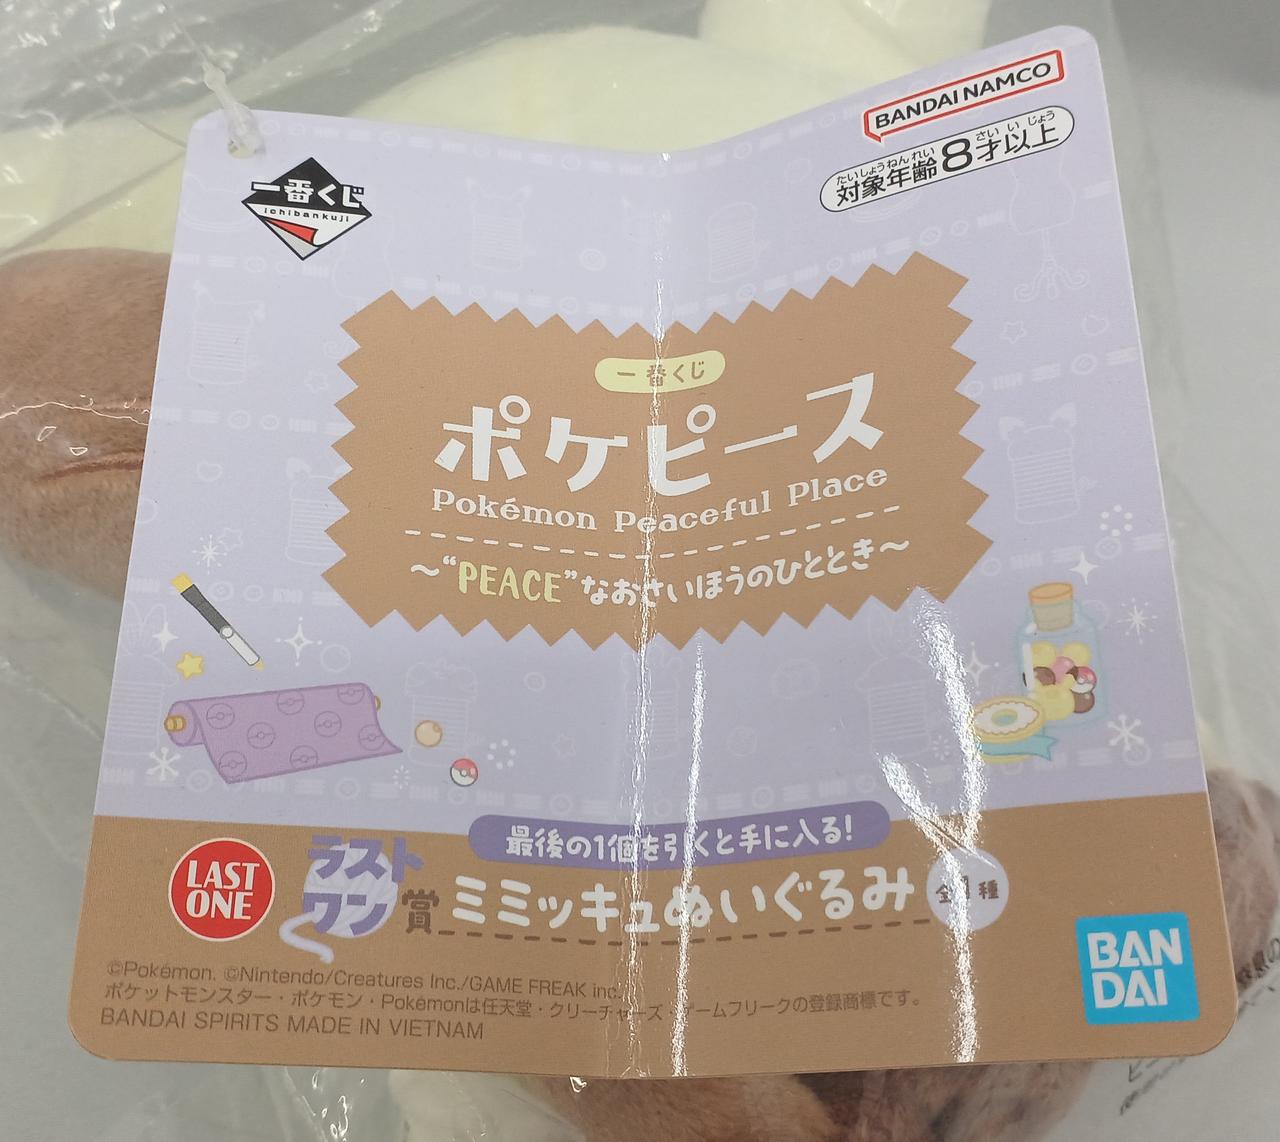 BANDAI NAMCO
たいしょうねんれい さい い じょう
対象年齢8才以上
一番くじ
ichibankuji
一番くじ
ポケピース
Pokémon Peaceful Place
～“PEACE”なおさいほうのひととき～
最後の1個を引くと手に入る!
LAST
ONE
ラスト
ワン賞
ミミッキュぬいぐるみ
全1種
©Pokémon. ©Nintendo/Creatures Inc./GAME FREAK inc.
ポケットモンスター・ポケモン・Pokémonは任天堂・クリーチャーズ・ゲームフリークの登録商標です。
BANDAI SPIRITS MADE IN VIETNAM
BAN
DAI